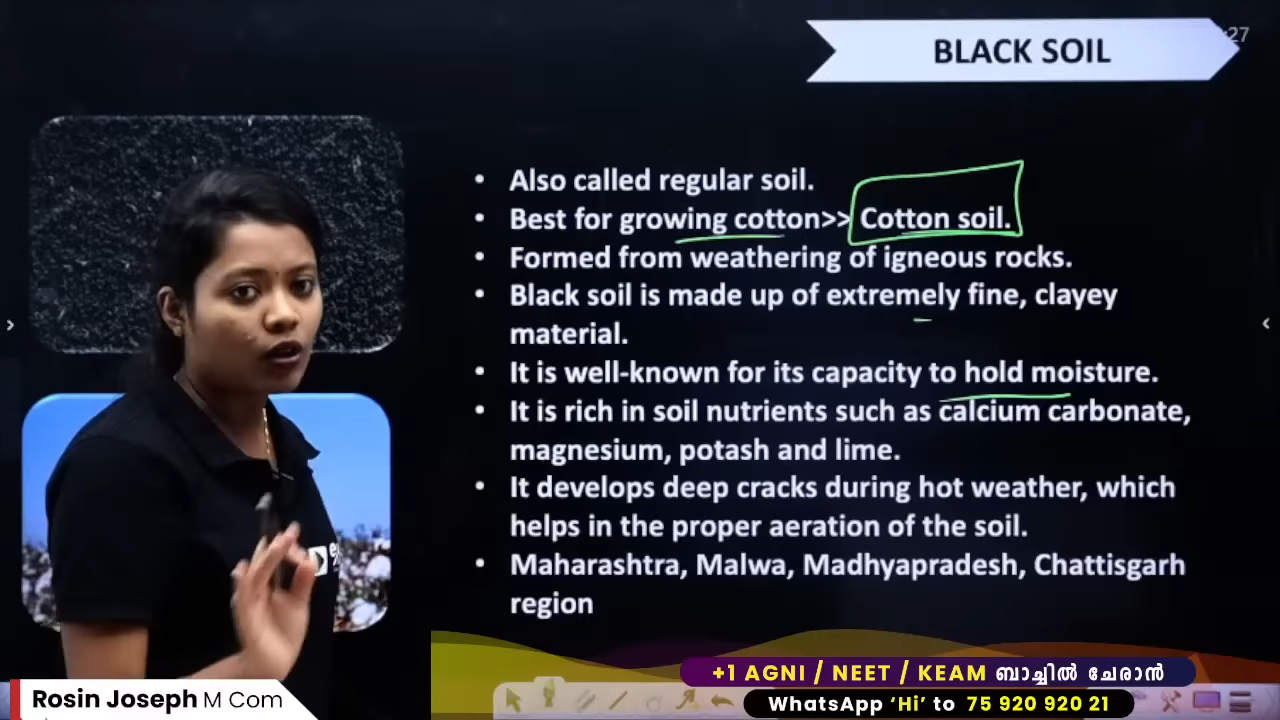 BLACK SOIL
:27
• Also called regular soil.
• Best for growing cotton>> Cotton soil.
• Formed from weathering of igneous rocks.
• Black soil is made up of extremely fine, clayey
material.
• It is well-known for its capacity to hold moisture.
• It is rich in soil nutrients such as calcium carbonate,
magnesium, potash and lime.
• It develops deep cracks during hot weather, which
helps in the proper aeration of the soil.
• Maharashtra, Malwa, Madhyapradesh, Chattisgarh
region
+1 AGNI / NEET / KEAM ബാച്ചിൽ ചേരാൻ
Rosin Joseph M Com
WhatsApp ‘Hi’ to 75 920 920 21